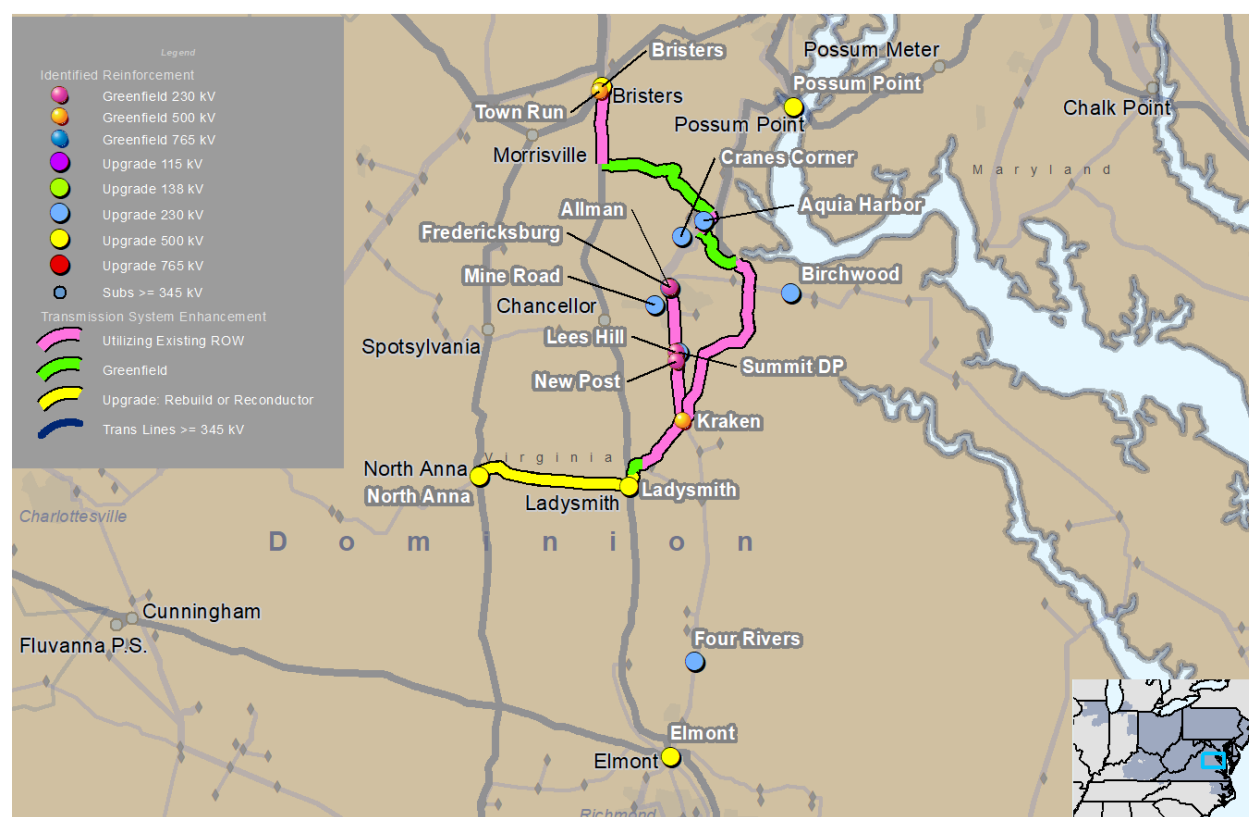 Legend
Identified Reinforcement
Greenfield 230 kV
Greenfield 500 kV
Greenfield 765 kV
Upgrade 115 kV
Upgrade 138 kV
Upgrade 230 kV
Upgrade 500 kV
Upgrade 765 kV
Subs >= 345 kV
Transmission System Enhancement
Utilizing Existing ROW
Greenfield
Upgrade: Rebuild or Reconductor
Trans Lines >= 345 kV
Bristers
Possum Meter
Possum Point
Bristers
Chalk Point
Town Run
Possum Point
Morrisville
Cranes Corner
Maryland
Allman
Aquia Harbor
Fredericksburg
Mine Road
Birchwood
Chancellor
Lees Hill
Spotsylvania
Summit DP
New Post
Kraken
Virginia
North Anna
North Anna
Ladysmith
Ladysmith
Charlottesville
Dominion
Cunningham
Fluvanna P.S.
Four Rivers
Elmont
Elmont
Richmond